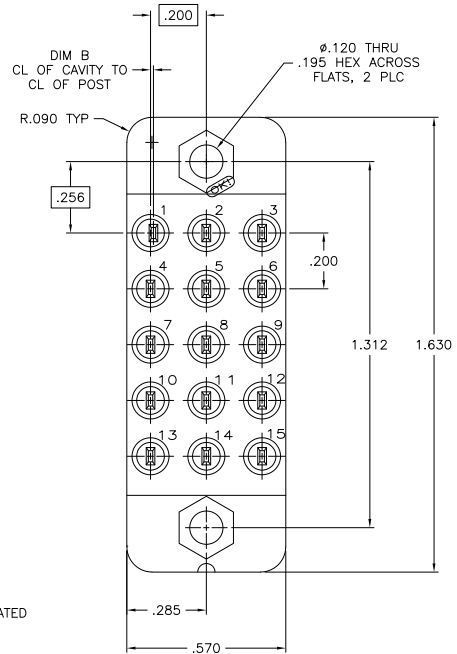 .200
DIM B
CL OF CAVITY TO
CL OF POST
ø.120 THRU
.195 HEX ACROSS
FLATS, 2 PLC
R.090 TYP
OKI
.256
1 2 3
.200
4 5 6
7 8 9
1.312
1.630
10 11 12
13 14 15
ATED
.285
.570